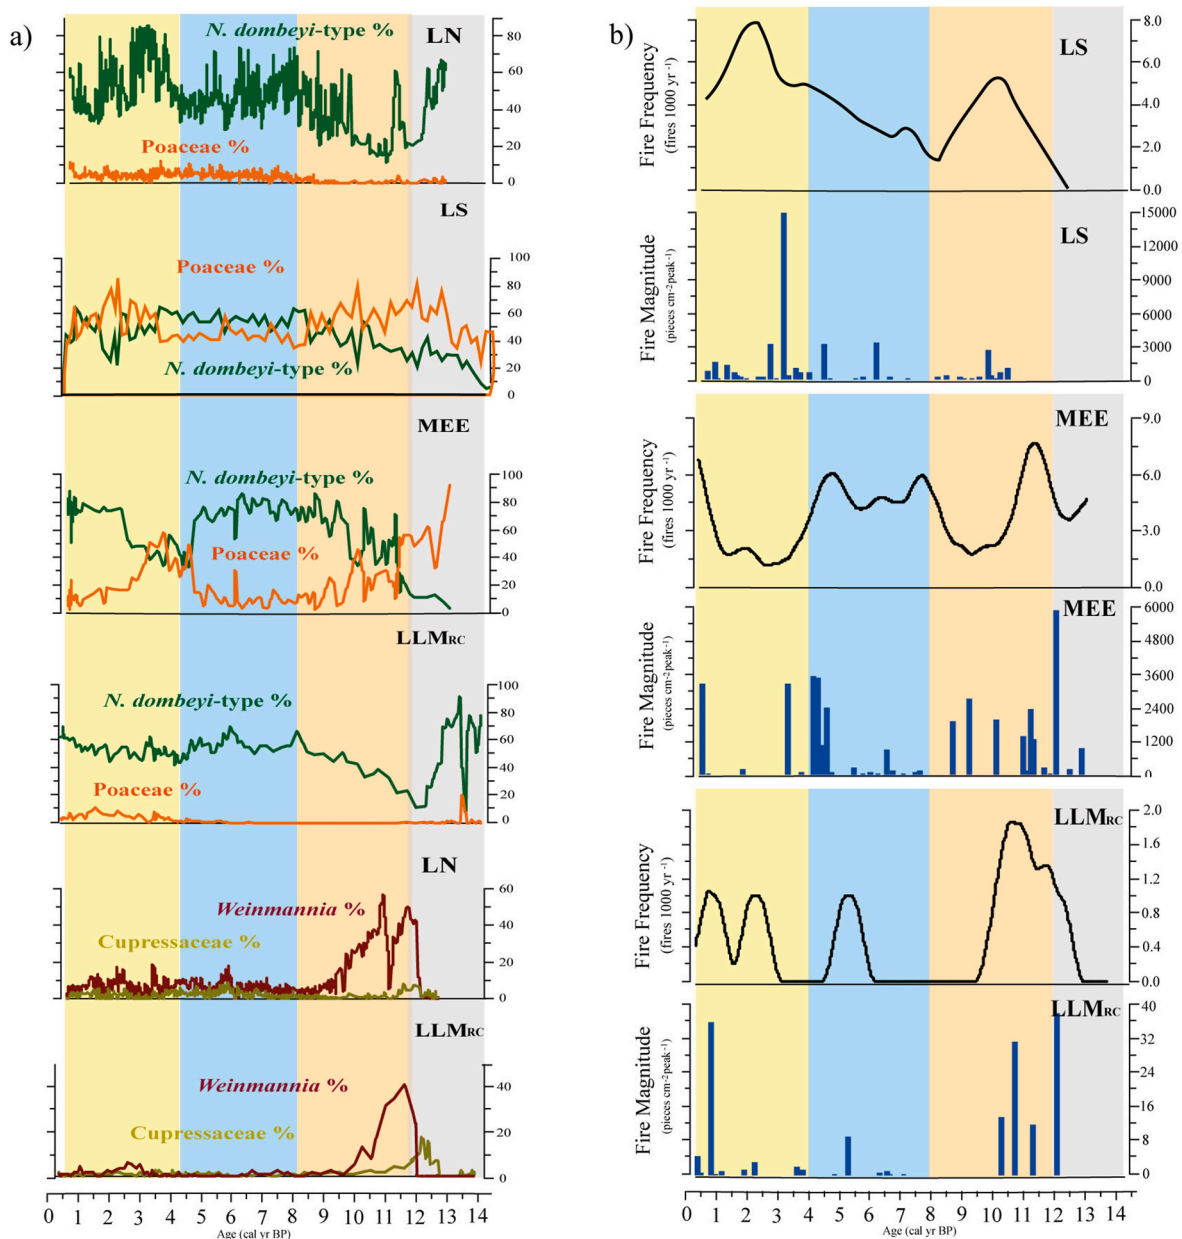 a)
N. dombeyi-type %
LN
80
60
40
20
0
Poaceae %
LS
100
80
60
40
20
0
Poaceae %
N. dombeyi-type %
MEE
100
80
60
40
20
0
N. dombeyi-type %
Poaceae %
LLMRC
100
80
60
40
20
0
N. dombeyi-type %
Poaceae %
LN
60
40
20
0
Weinmannia %
Cupressaceae %
LLMRC
40
20
0
Weinmannia %
Cupressaceae %
0 1 2 3 4 5 6 7 8 9 10 11 12 13 14
Age (cal yr BP)
b)
Fire Frequency
(fires 1000 yr -1)
LS
8.0
6.0
4.0
2.0
0.0
Fire Magnitude
(pieces cm-2peak-1)
LS
15000
12000
9000
6000
3000
0
Fire Frequency
(fires 1000 yr -1)
MEE
9.0
6.0
3.0
0.0
Fire Magnitude
(pieces cm-2peak-1)
MEE
6000
4800
3600
2400
1200
0
Fire Frequency
(fires 1000 yr -1)
LLMRC
2.0
1.6
1.2
0.8
0.4
0.0
Fire Magnitude
(pieces cm-2peak-1)
LLMRC
40
32
24
16
8
0
0 1 2 3 4 5 6 7 8 9 10 11 12 13 14
Age (cal yr BP)